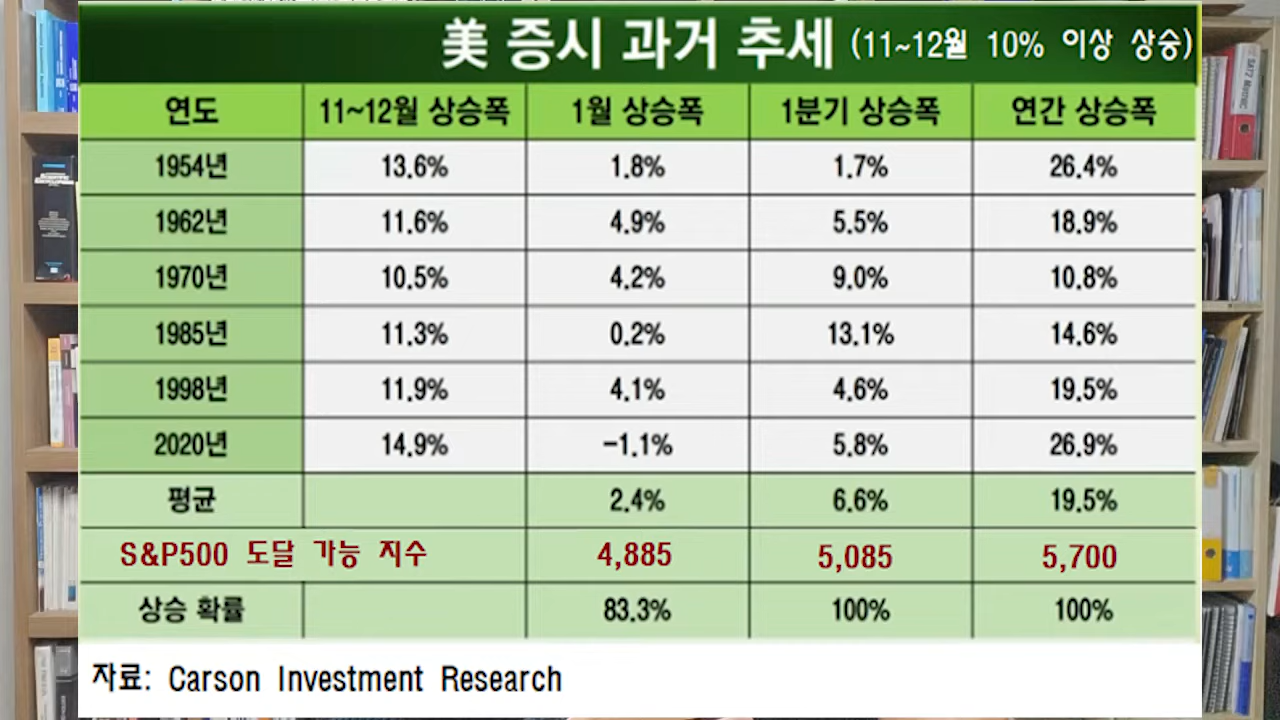 美 증시 과거 추세 (11~12월 10% 이상 상승)
연도 11~12월 상승폭 1월 상승폭 1분기 상승폭 연간 상승폭
1954년 13.6% 1.8% 1.7% 26.4%
1962년 11.6% 4.9% 5.5% 18.9%
1970년 10.5% 4.2% 9.0% 10.8%
1985년 11.3% 0.2% 13.1% 14.6%
1998년 11.9% 4.1% 4.6% 19.5%
2020년 14.9% -1.1% 5.8% 26.9%
평균 2.4% 6.6% 19.5%
S&P500 도달 가능 지수 4,885 5,085 5,700
상승 확률 83.3% 100% 100%
자료: Carson Investment Research